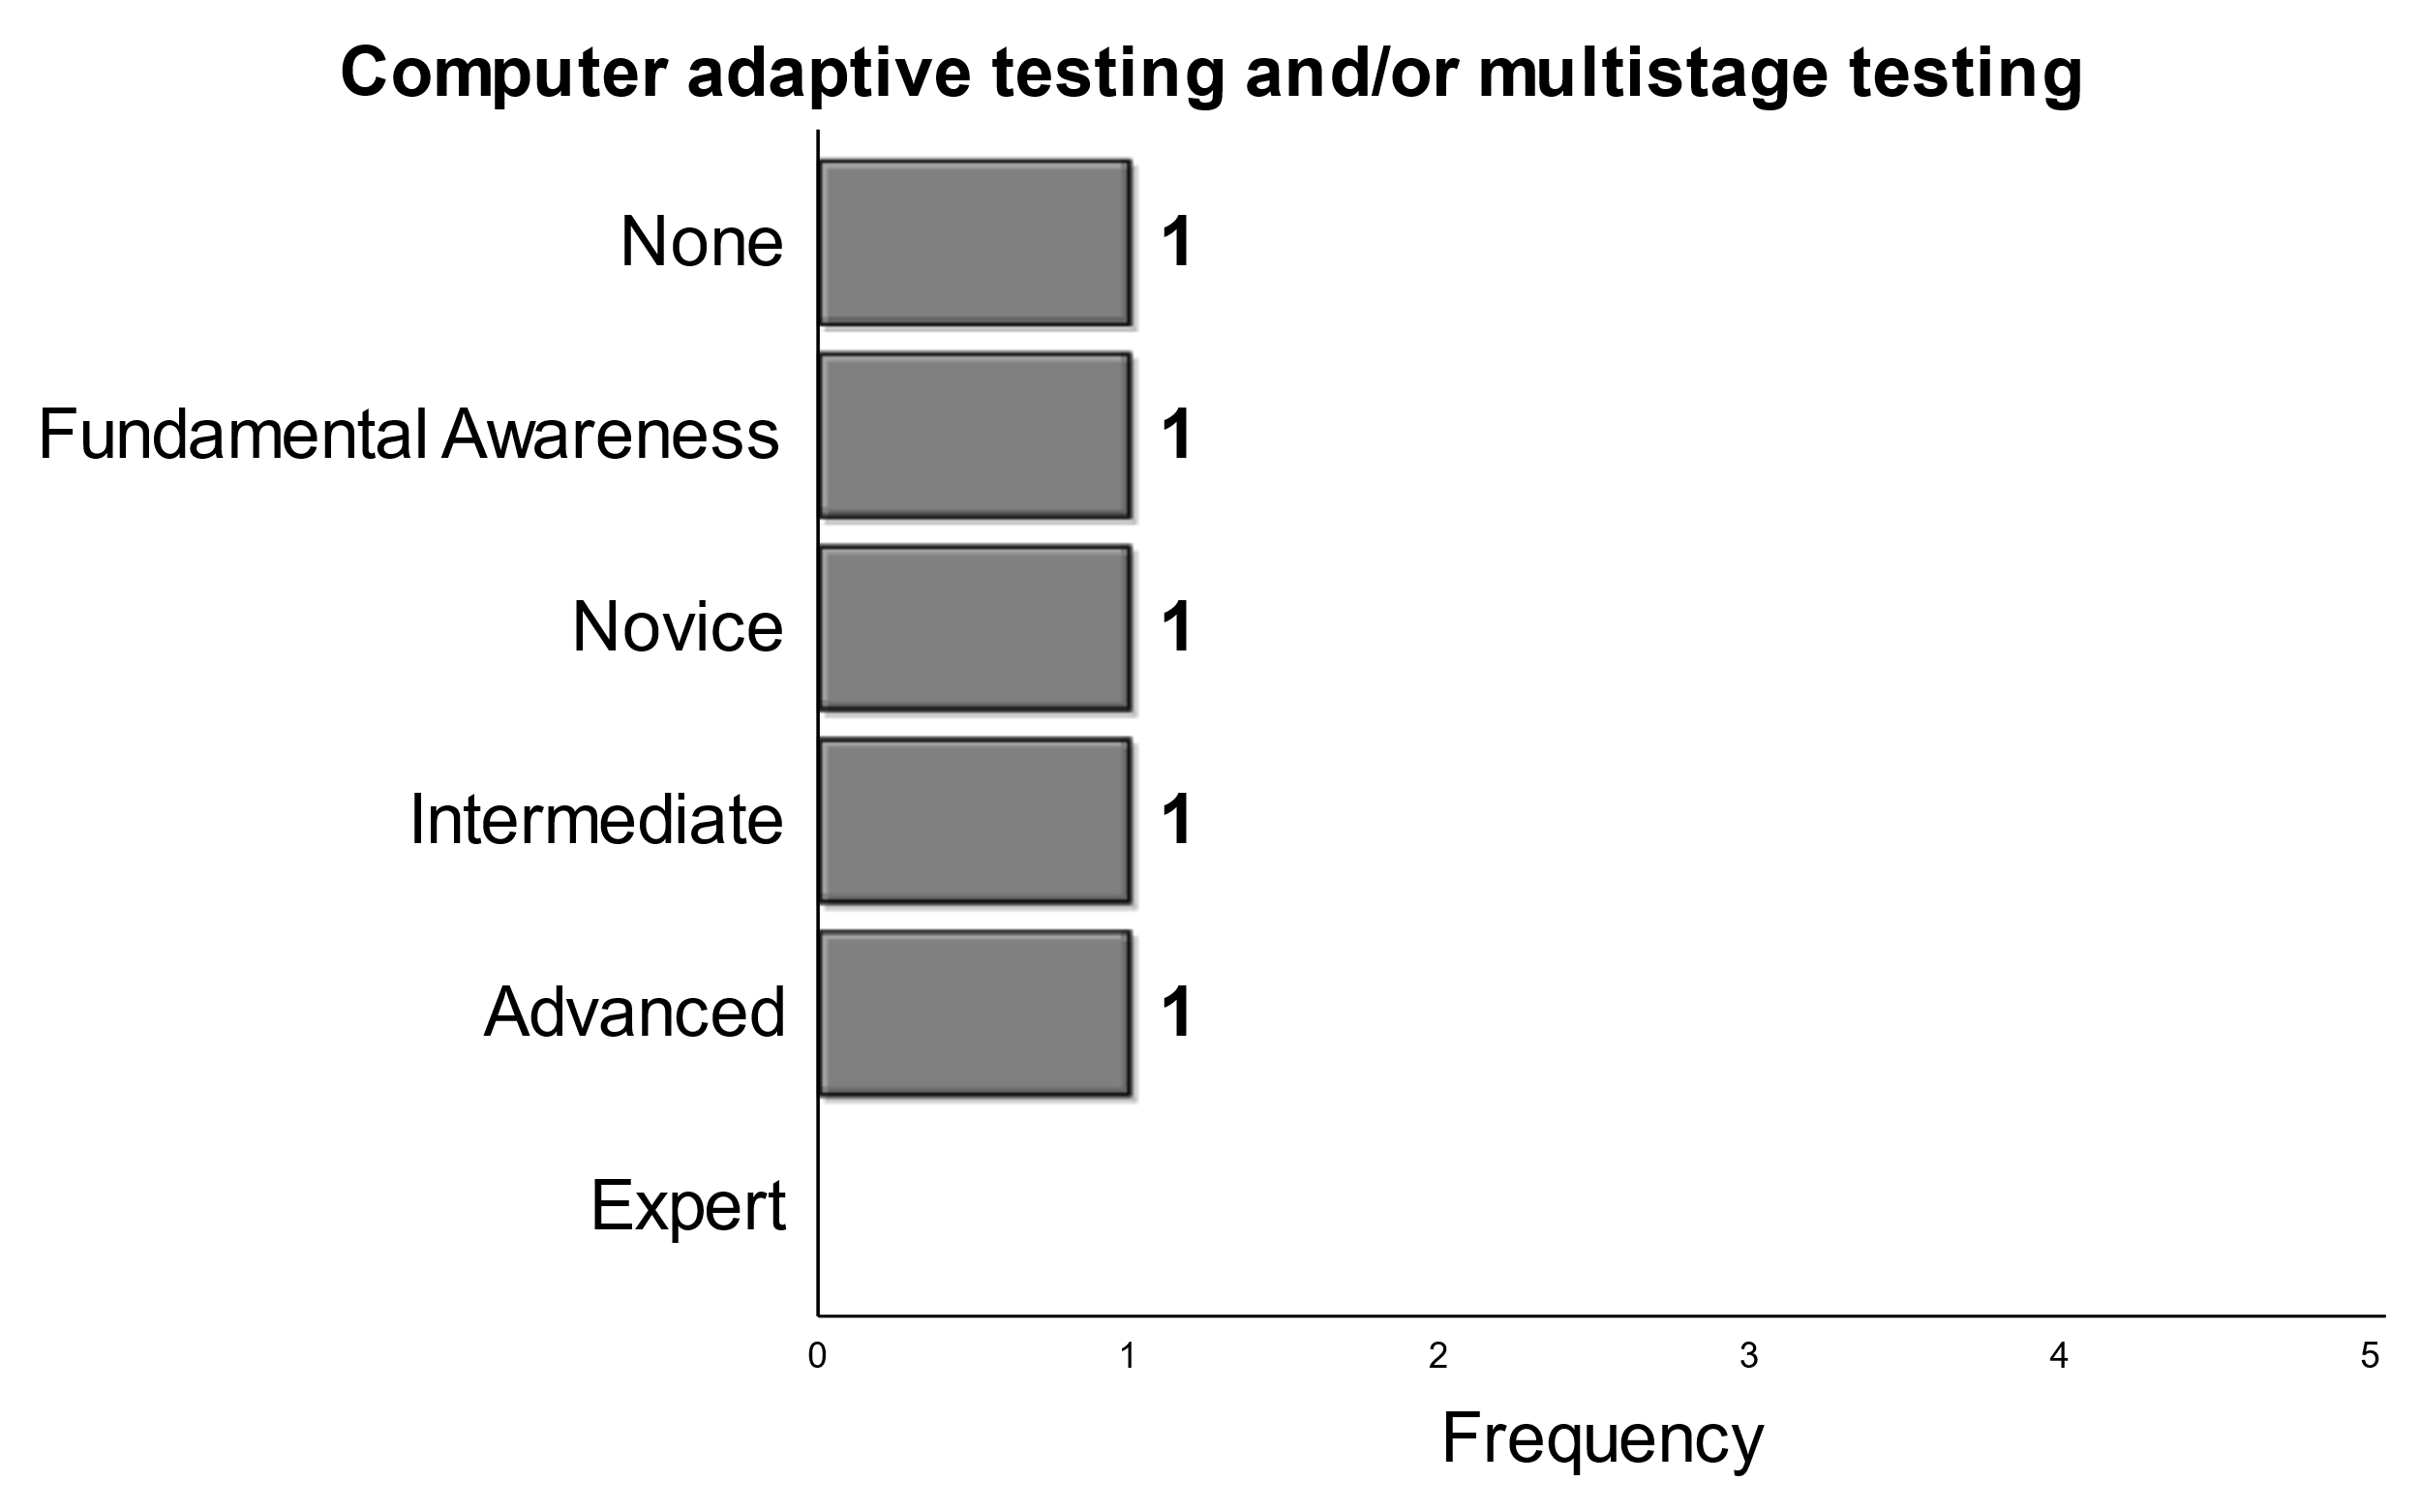 Computer adaptive testing and/or multistage testing
None 1
Fundamental Awareness 1
Novice 1
Intermediate 1
Advanced 1
Expert
0 1 2 3 4 5
Frequency